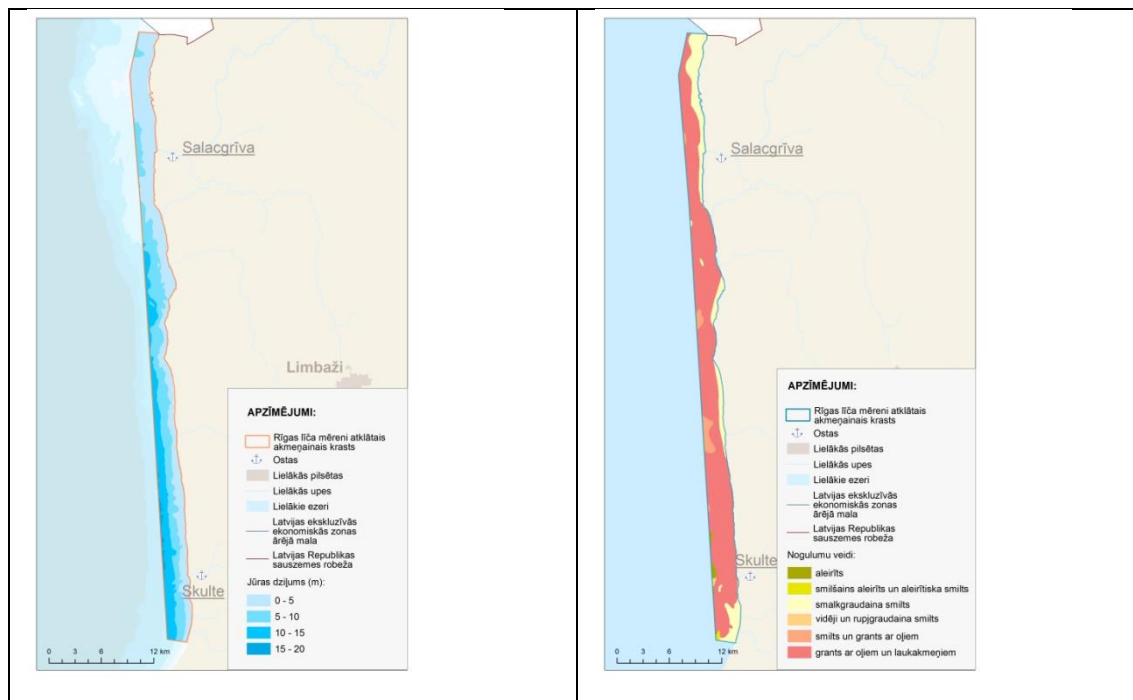 Salacgrīva
Limbaži
APZĪMĒJUMI:
Rīgas līča mēreni atklātais
akmeņainais krasts
Ostas
Lielākās pilsētas
Lielākās upes
Lielākie ezeri
Latvijas ekskluzīvās
ekonomiskās zonas
ārējā mala
Latvijas Republikas
sauszemes robeža
Skulte
Jūras dziļums (m):
0 - 5
5 - 10
10 - 15
15 - 20
0 3 6 12 km
Salacgrīva
APZĪMĒJUMI:
Rīgas līča mēreni atklātais
akmeņainais krasts
Ostas
Lielākās pilsētas
Lielākās upes
Lielākie ezeri
Latvijas ekskluzīvās
ekonomiskās zonas
ārējā mala
Latvijas Republikas
sauszemes robeža
Skulte
Nogulumu veidi:
aleirīts
smilšains aleirīts un aleirītiska smilts
smalkgraudaina smilts
vidēji un rupjgraudaina smilts
smilts un grants ar oļiem
grants ar oļiem un laukakmeņiem
0 3 6 12 km